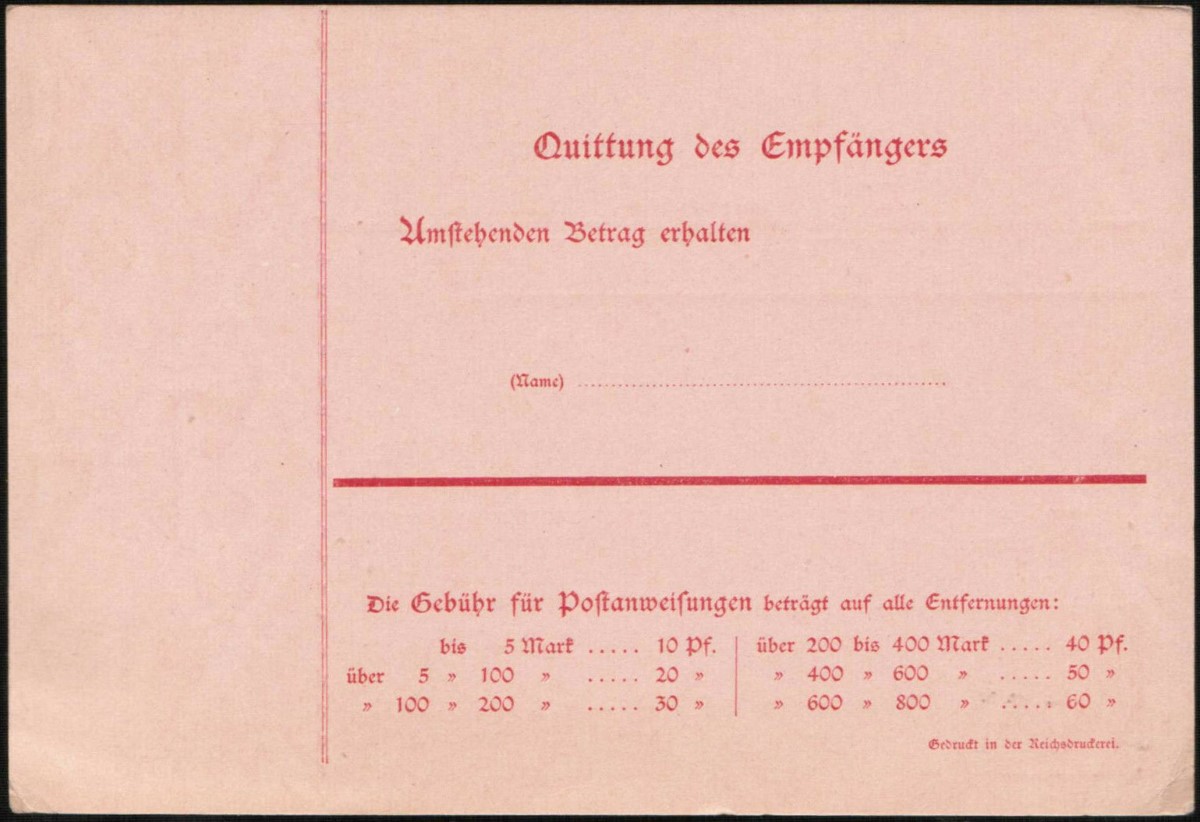 Quittung des Empfängers
Umstehenden Betrag erhalten
(Name) ........................................
Die Gebühr für Postanweisungen beträgt auf alle Entfernungen:
bis 5 Mark ..... 10 Pf.
über 5 » 100 » ..... 20 »
» 100 » 200 » ..... 30 »
über 200 bis 400 Mark ..... 40 Pf.
» 400 » 600 » ..... 50 »
» 600 » 800 » ..... 60 »
Gedruckt in der Reichsdruckerei.